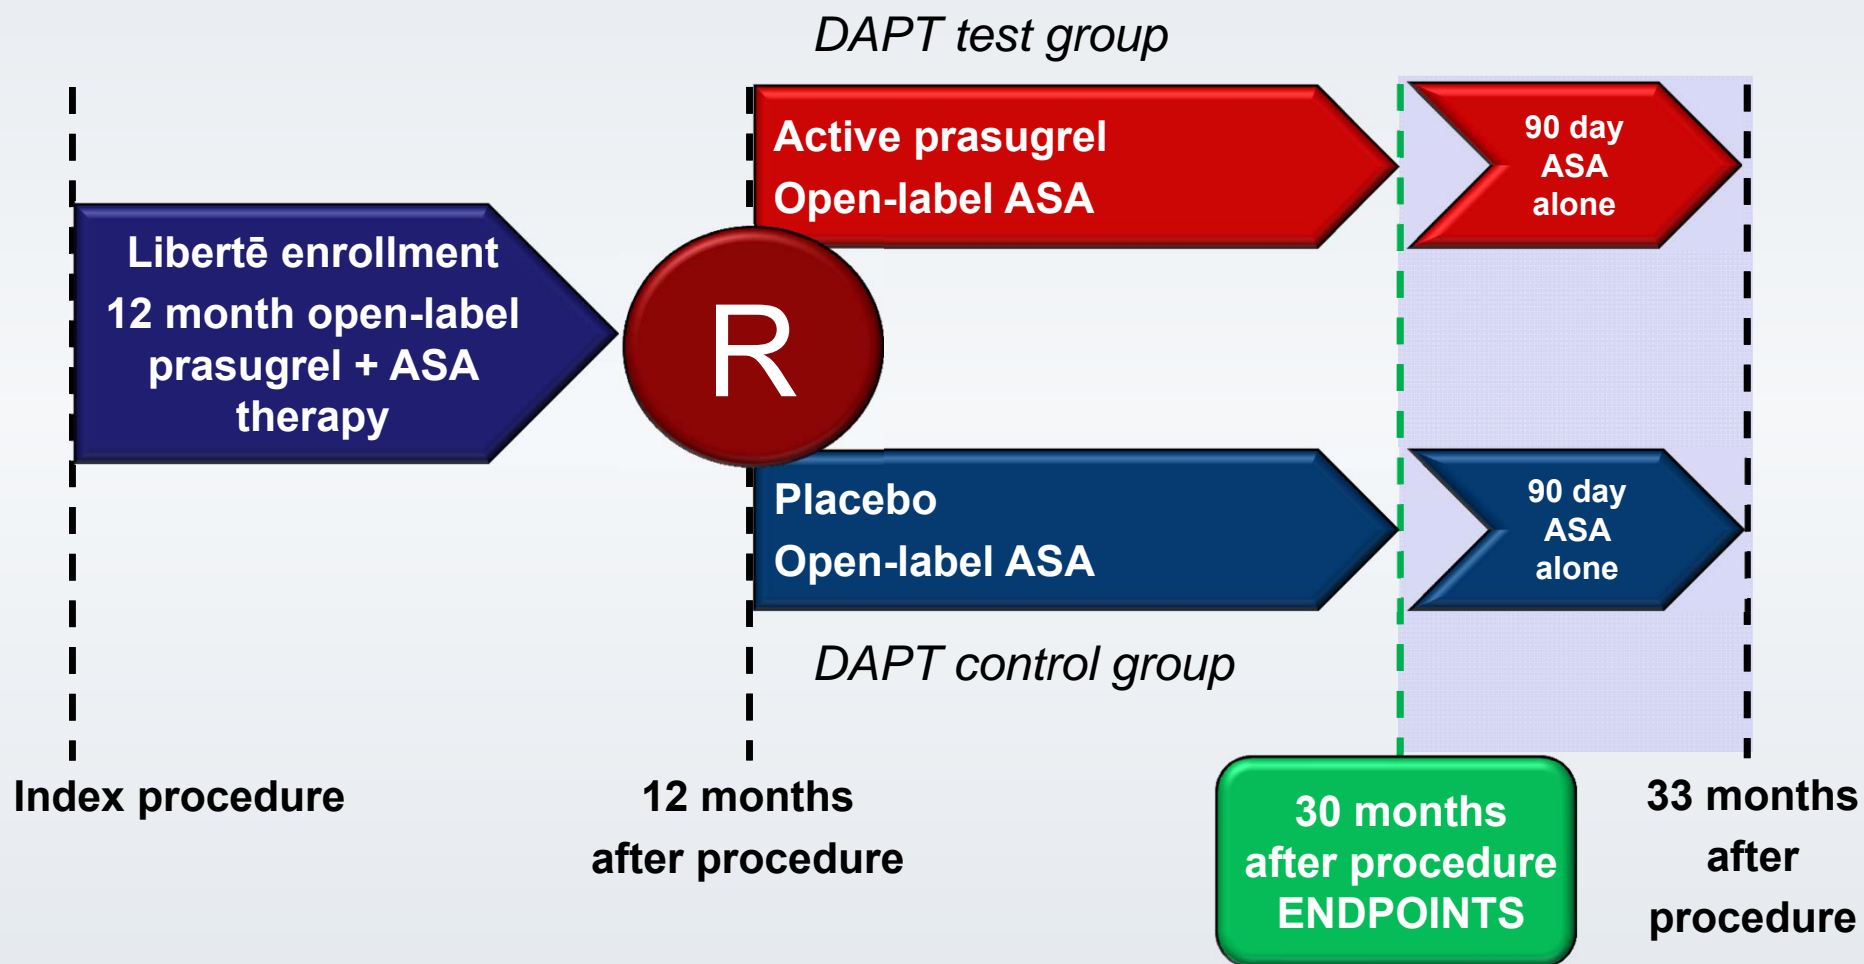 DAPT test group
Active prasugrel
Open-label ASA
90 day
ASA
alone
Libertē enrollment
12 month open-label
prasugrel + ASA
therapy
R
Placebo
Open-label ASA
90 day
ASA
alone
DAPT control group
Index procedure
12 months
after procedure
30 months
after procedure
ENDPOINTS
33 months
after
procedure